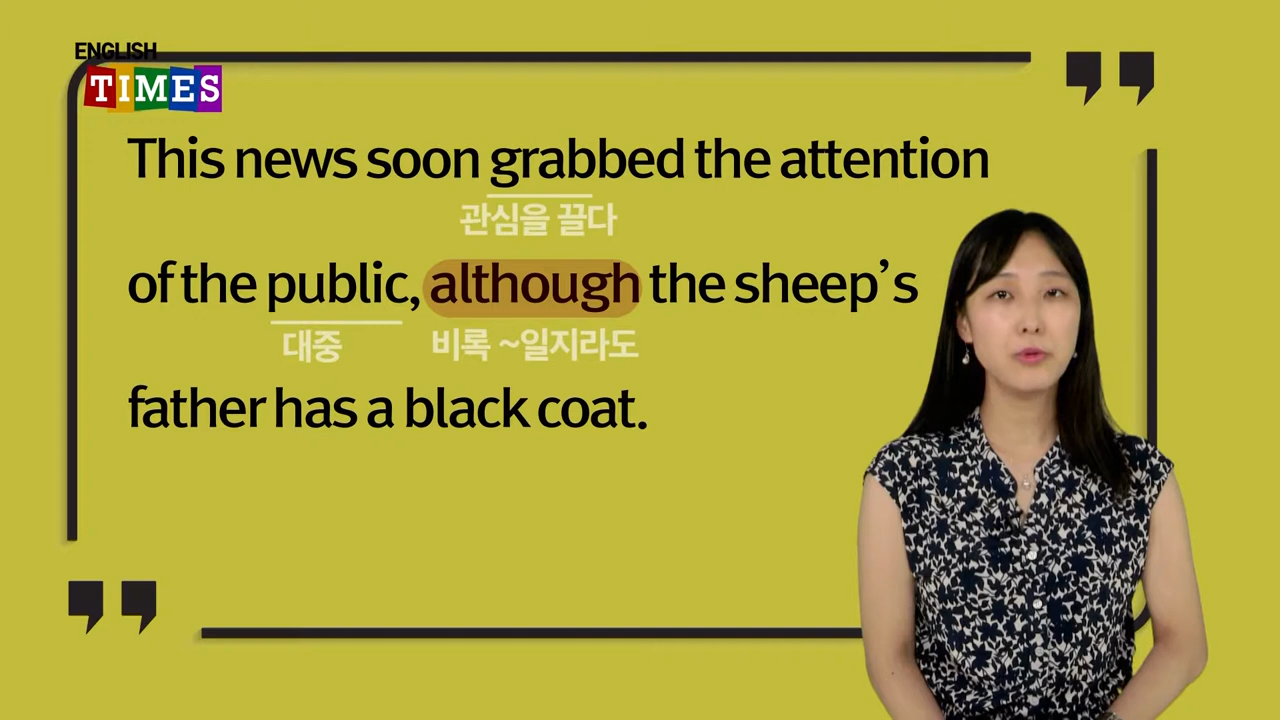 ENGLISH
TIMES
This news soon grabbed the attention
관심을 끌다
of the public, although the sheep’s
대중 비록 ~일지라도
father has a black coat.